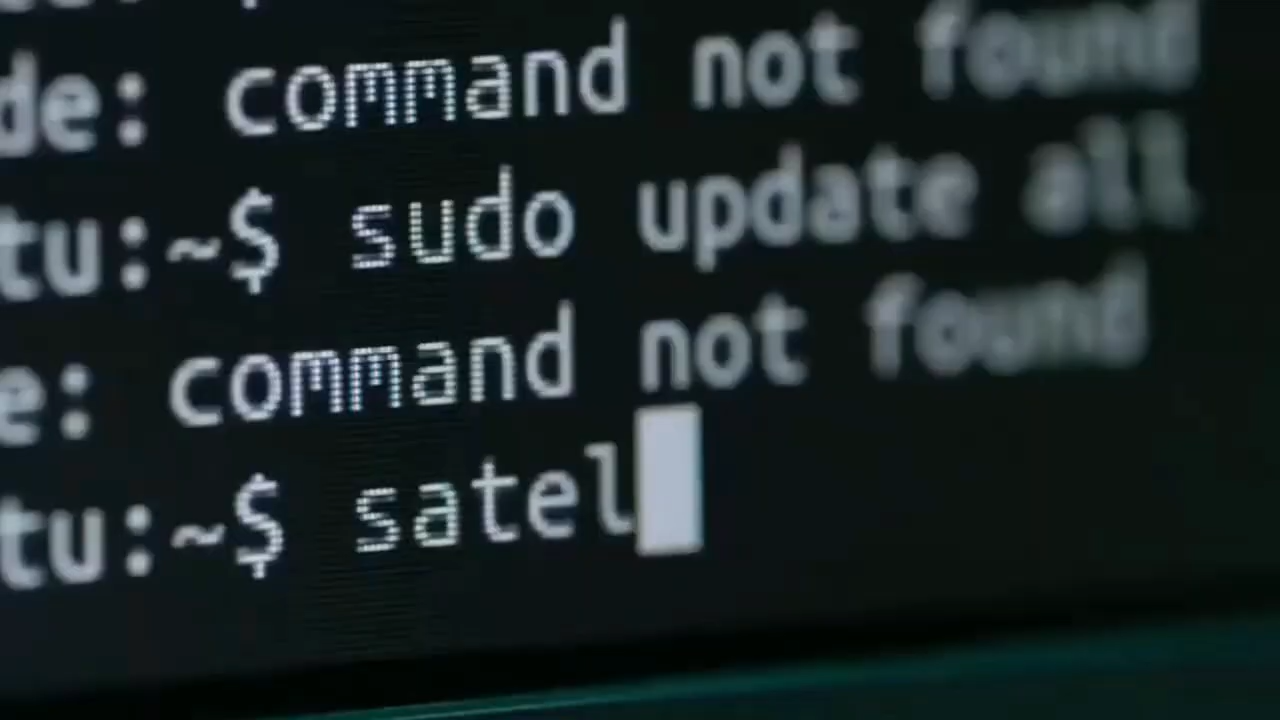 de: command not found
tu:~$ sudo update all
e: command not found
tu:~$ satel